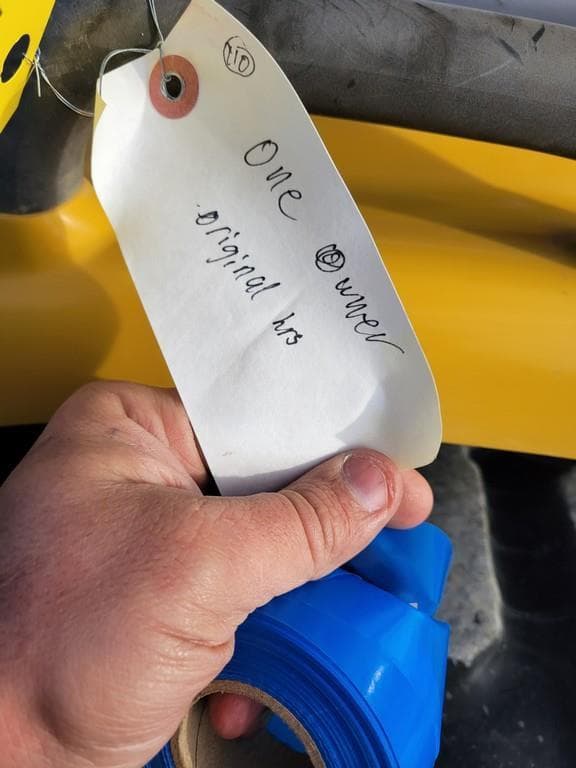 110
One Owner
original hrs